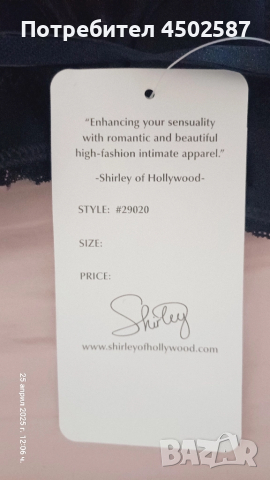 Потребител 4502587
“Enhancing your sensuality
with romantic and beautiful
high-fashion intimate apparel.”
-Shirley of Hollywood-
STYLE: #29020
SIZE:
PRICE:
Shirley
www.shirleyofhollywood.com
25 април 2025 г. 12:06 ч.
BAZAR